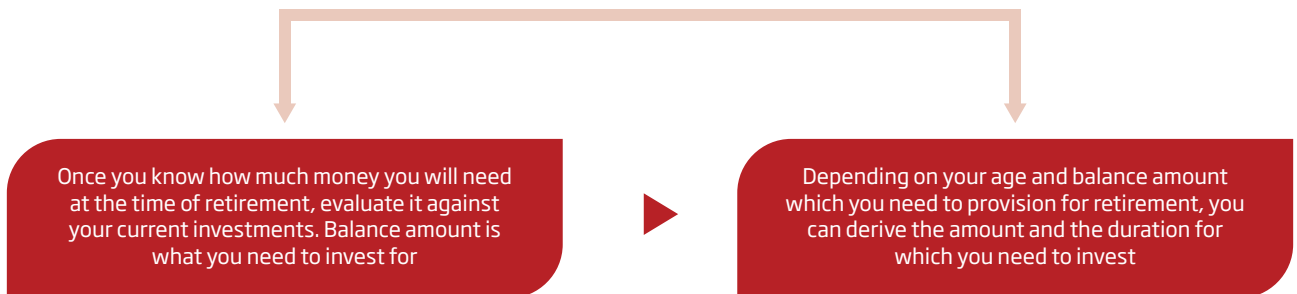 Once you know how much money you will need
at the time of retirement, evaluate it against
your current investments. Balance amount is
what you need to invest for
Depending on your age and balance amount
which you need to provision for retirement, you
can derive the amount and the duration for
which you need to invest